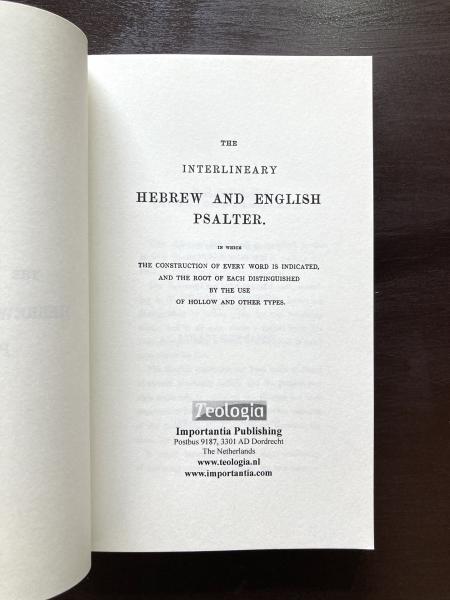 THE
INTERLINEARY
HEBREW AND ENGLISH
PSALTER.
IN WHICH
THE CONSTRUCTION OF EVERY WORD IS INDICATED,
AND THE ROOT OF EACH DISTINGUISHED
BY THE USE
OF HOLLOW AND OTHER TYPES.
Teologia
Importantia Publishing
Postbus 9187, 3301 AD Dordrecht
The Netherlands
www.teologia.nl
www.importantia.com